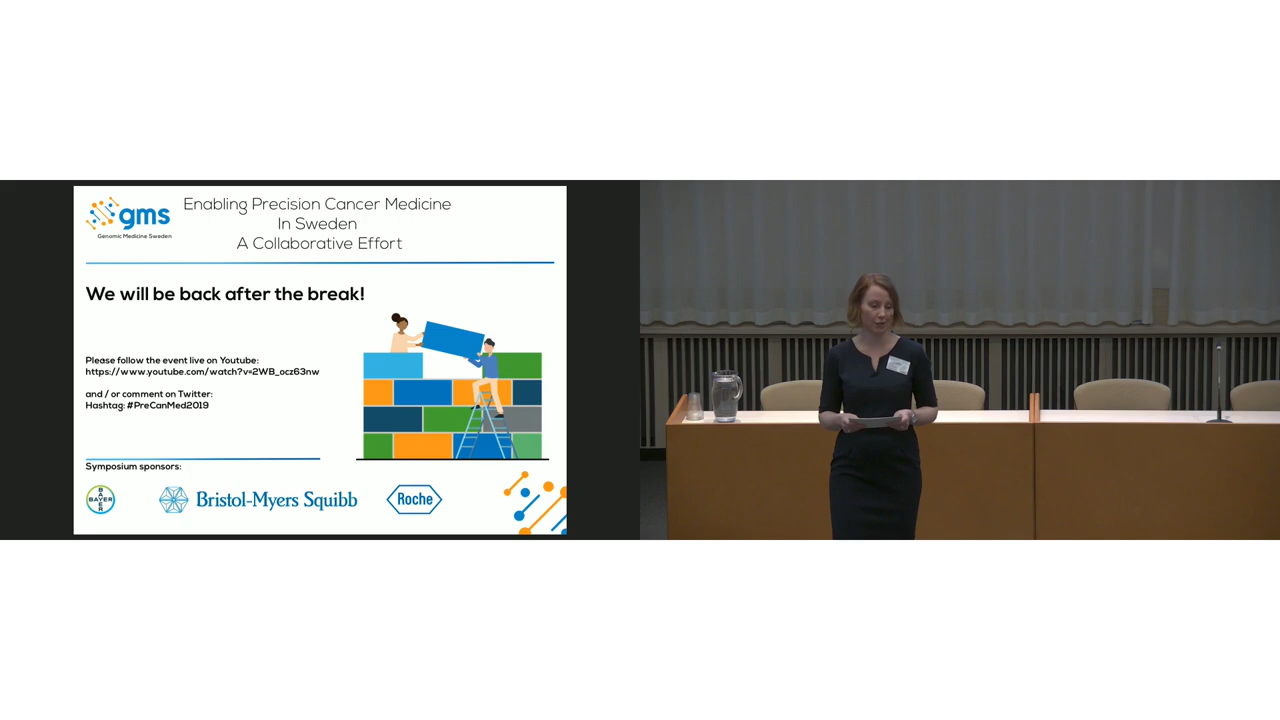 gms
Genomic Medicine Sweden
Enabling Precision Cancer Medicine
In Sweden
A Collaborative Effort
We will be back after the break!
Please follow the event live on Youtube:
https://www.youtube.com/watch?v=2WB_ocz63nw
and / or comment on Twitter:
Hashtag: #PreCanMed2019
Symposium sponsors:
BAYER
BAYER
Bristol-Myers Squibb
Roche